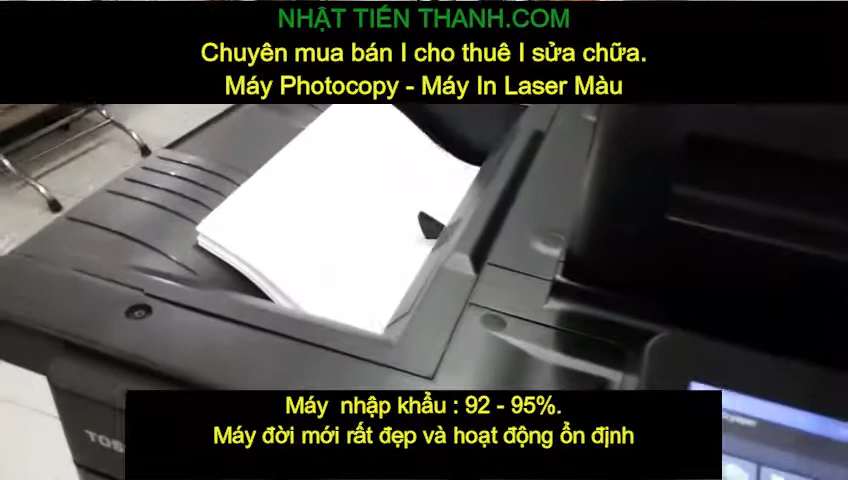 NHẬT TIẾN THANH.COM
Chuyên mua bán I cho thuê I sửa chữa.
Máy Photocopy - Máy In Laser Màu
Máy  nhập khẩu : 92 - 95%.
Máy đời mới rất đẹp và hoạt động ổn định